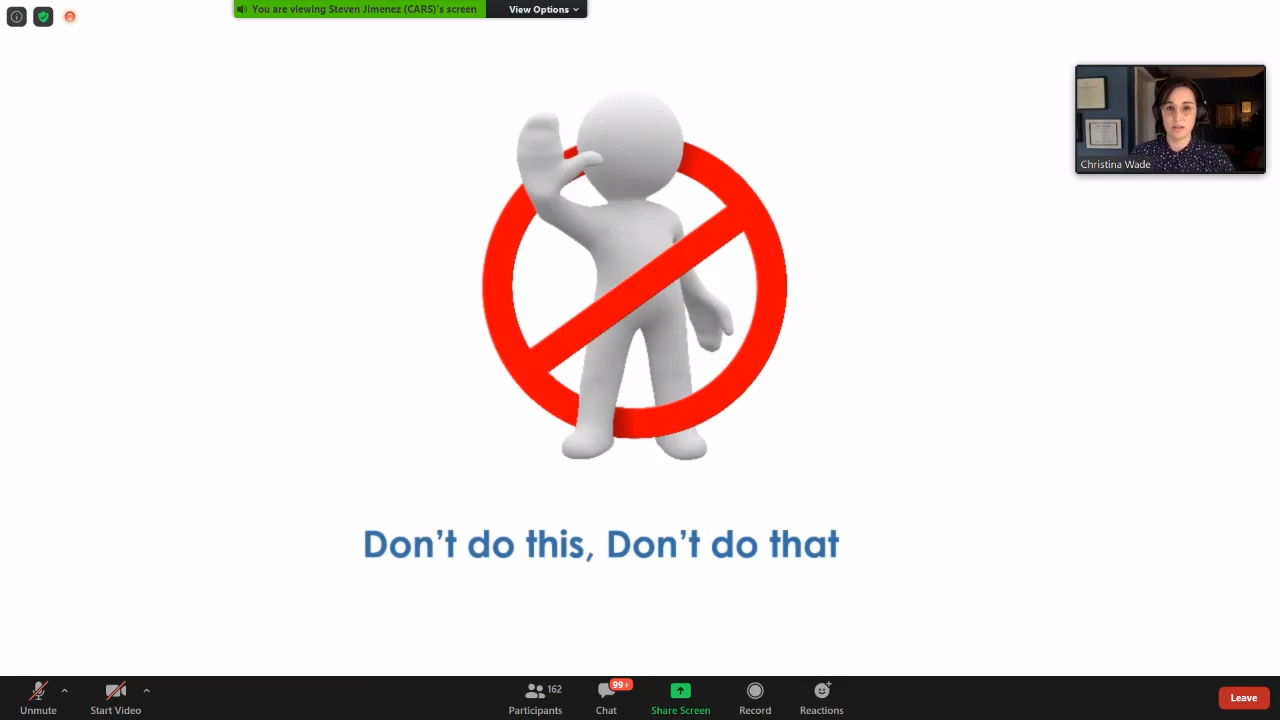 You are viewing Steven Jimenez (CARS)'s screen
View Options
Christina Wade
Don't do this, Don't do that
Unmute
Start Video
162
Participants
99+
Chat
Share Screen
Record
Reactions
Leave